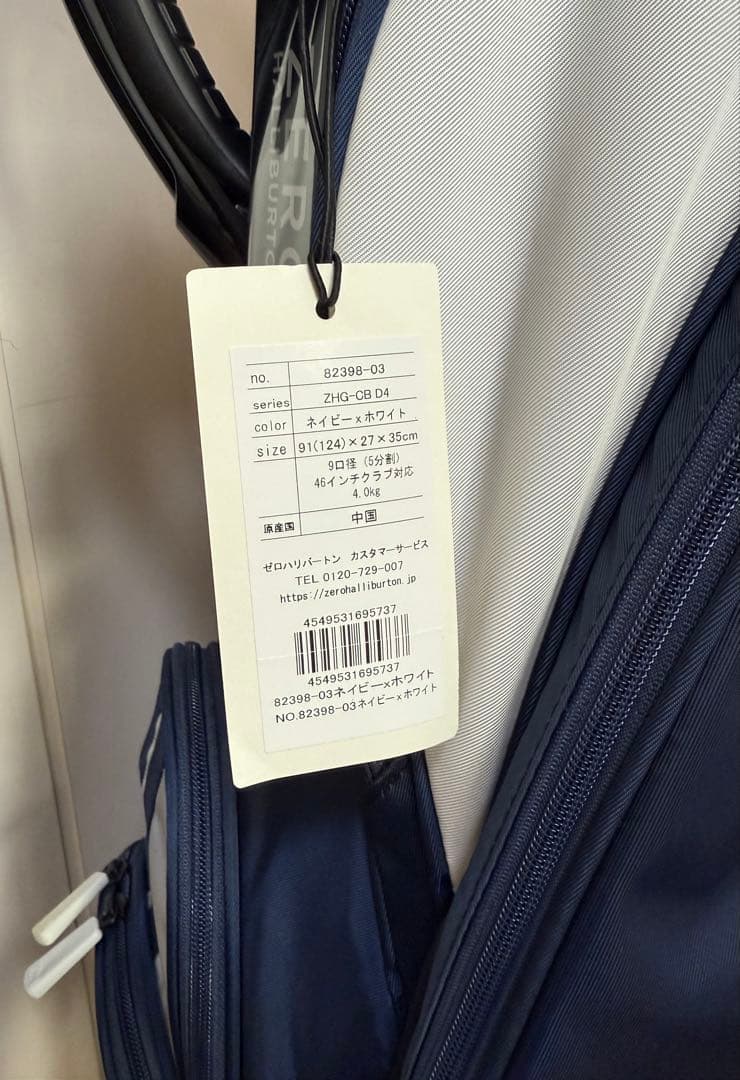 ZERO
HALLIBURTON
no. 82398-03
series ZHG-CB D4
color ネイビー x ホワイト
size 91(124)×27×35cm
9口径 (5分割)
46インチクラブ対応
4.0kg
原産国 中国
ゼロハリバートン カスタマーサービス
TEL 0120-729-007
https://zerohalliburton.jp
4549531695737
4549531695737
82398-03ネイビー×ホワイト
NO.82398-03ネイビー×ホワイト